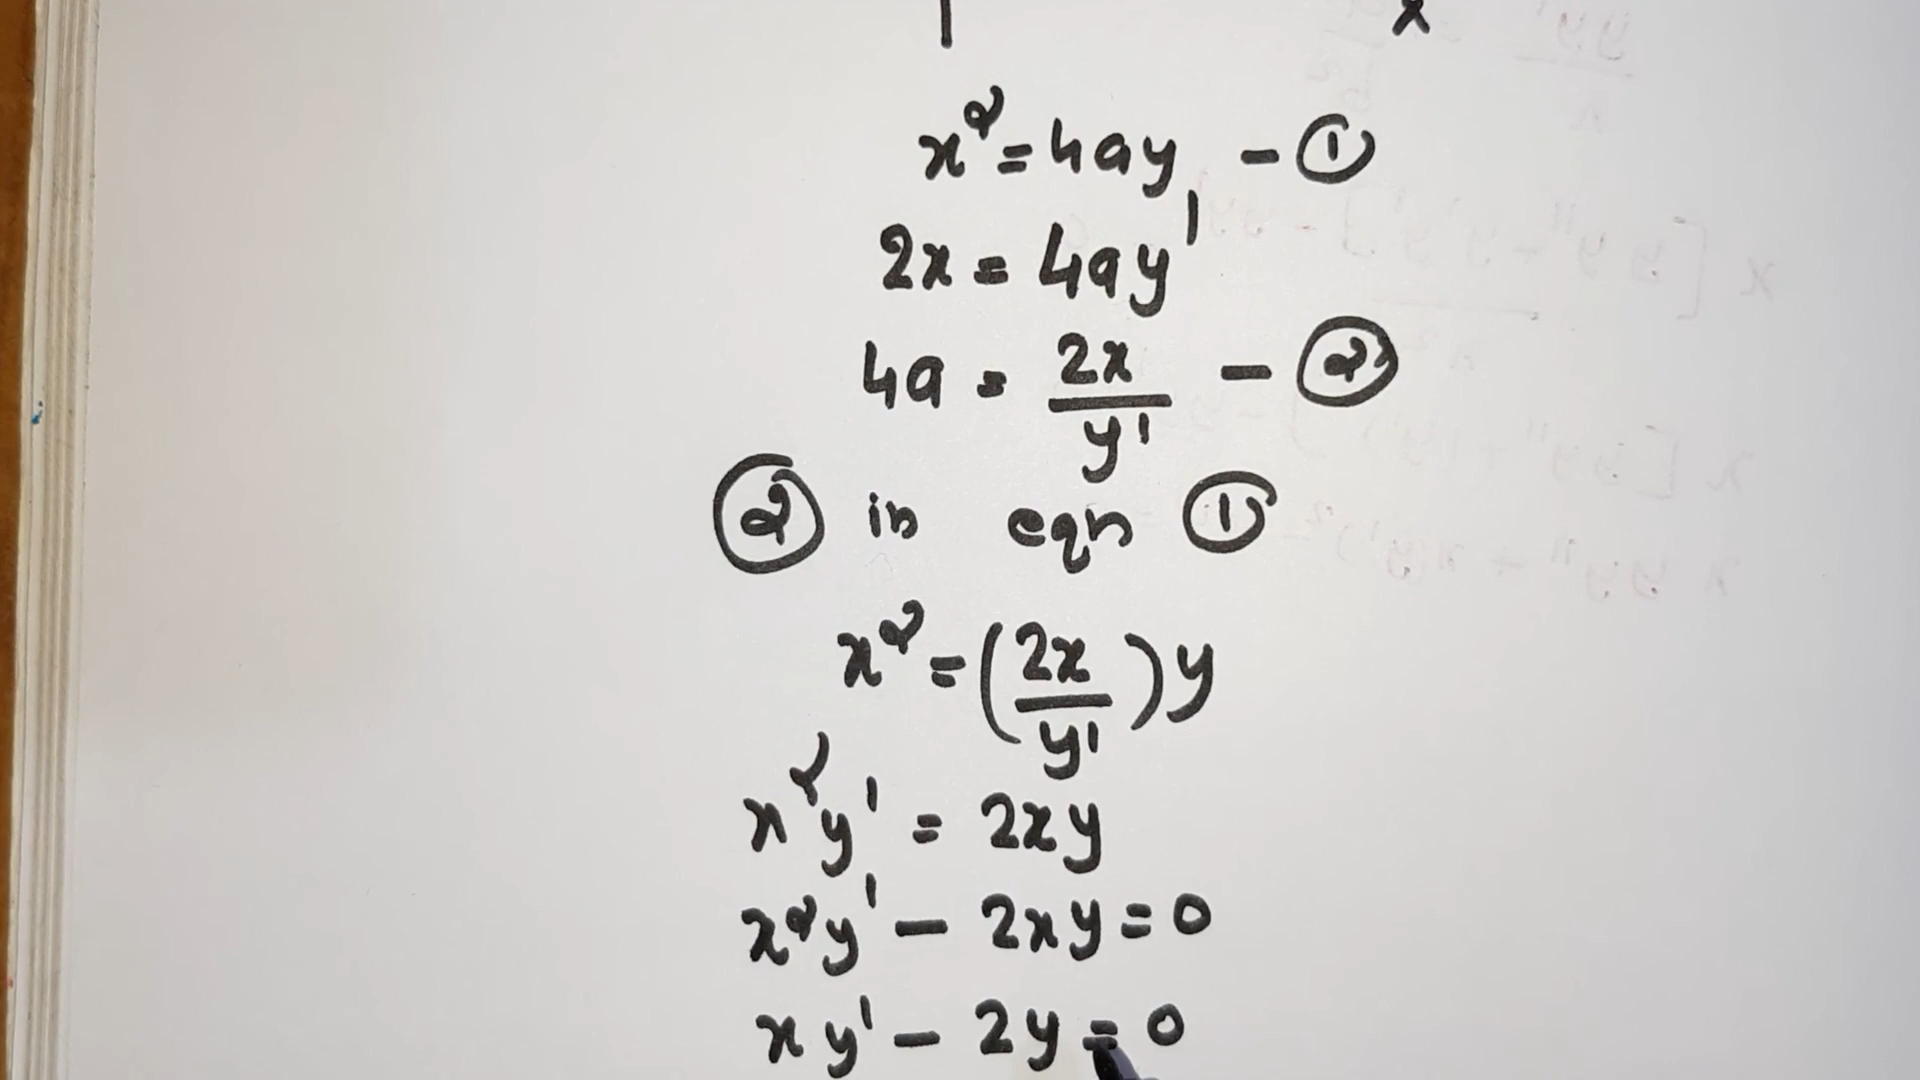 x² = 4ay - ①
2x = 4ay'
4a = 2x/y' - ②
② in eqn ①
x² = (2x/y')y
x²y' = 2xy
x²y' - 2xy = 0
xy' - 2y = 0